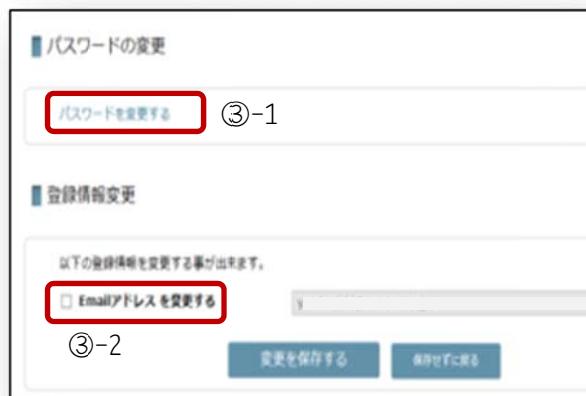 パスワードの変更
パスワードを変更する ③-1
登録情報変更
以下の登録情報を変更する事が出来ます。
Emailアドレス を変更する
③-2
変更を保存する 保存せずに戻る